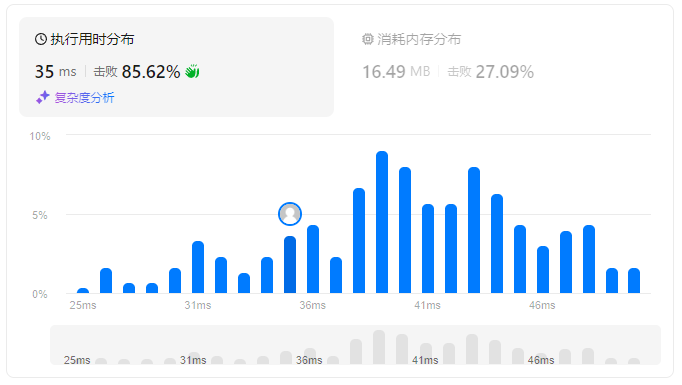 执行用时分布
35 ms 击败 85.62%
复杂度分析
消耗内存分布
16.49 MB 击败 27.09%
10%
5%
0%
25ms 31ms 36ms 41ms 46ms
25ms 31ms 36ms 41ms 46ms